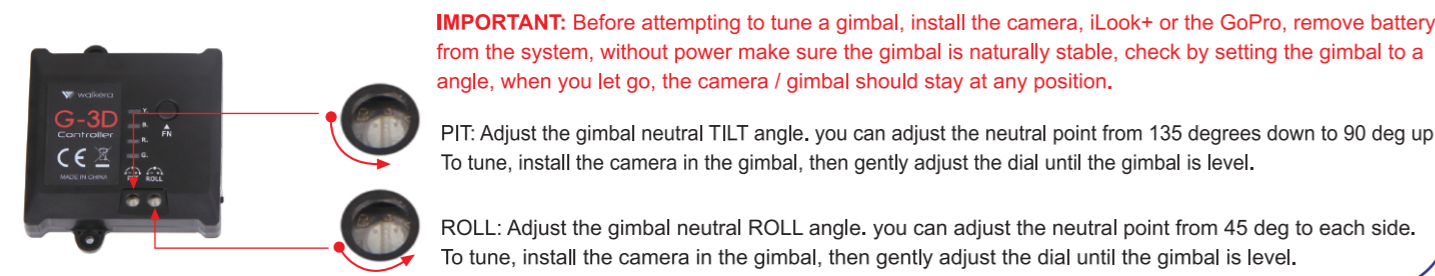 IMPORTANT: Before attempting to tune a gimbal, install the camera, iLook+ or the GoPro, remove battery
from the system, without power make sure the gimbal is naturally stable, check by setting the gimbal to a
angle, when you let go, the camera / gimbal should stay at any position.
walkera
G-3D
Controller
CE
MADE IN CHINA
Y.
B.
R.
G.
FN
PIT
ROLL
PIT: Adjust the gimbal neutral TILT angle. you can adjust the neutral point from 135 degrees down to 90 deg up
To tune, install the camera in the gimbal, then gently adjust the dial until the gimbal is level.
ROLL: Adjust the gimbal neutral ROLL angle. you can adjust the neutral point from 45 deg to each side.
To tune, install the camera in the gimbal, then gently adjust the dial until the gimbal is level.